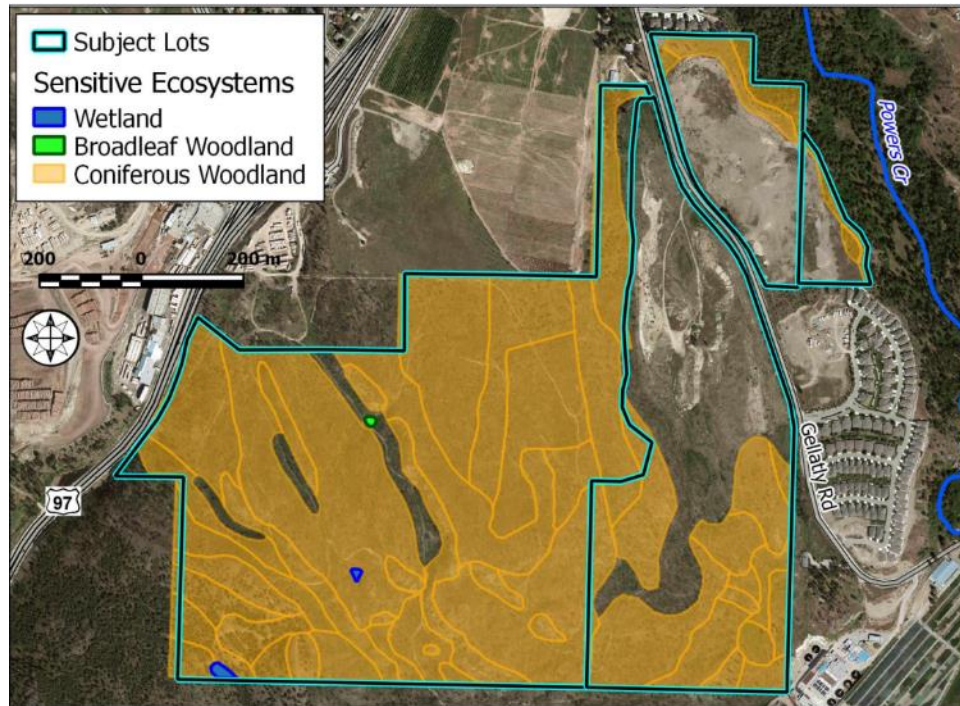 Subject Lots
Sensitive Ecosystems
Wetland
Broadleaf Woodland
Coniferous Woodland
200 0 200 m
Powers Cr
Gellatly Rd
97